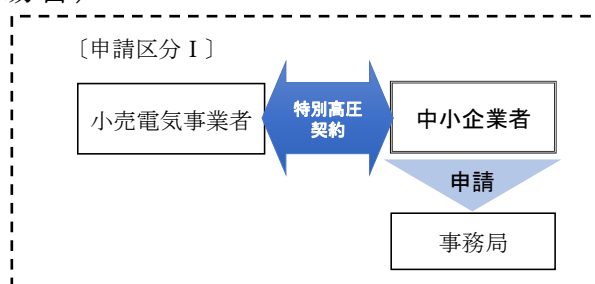 〔申請区分Ⅰ〕
小売電気事業者
特別高圧
契約
中小企業者
申請
事務局